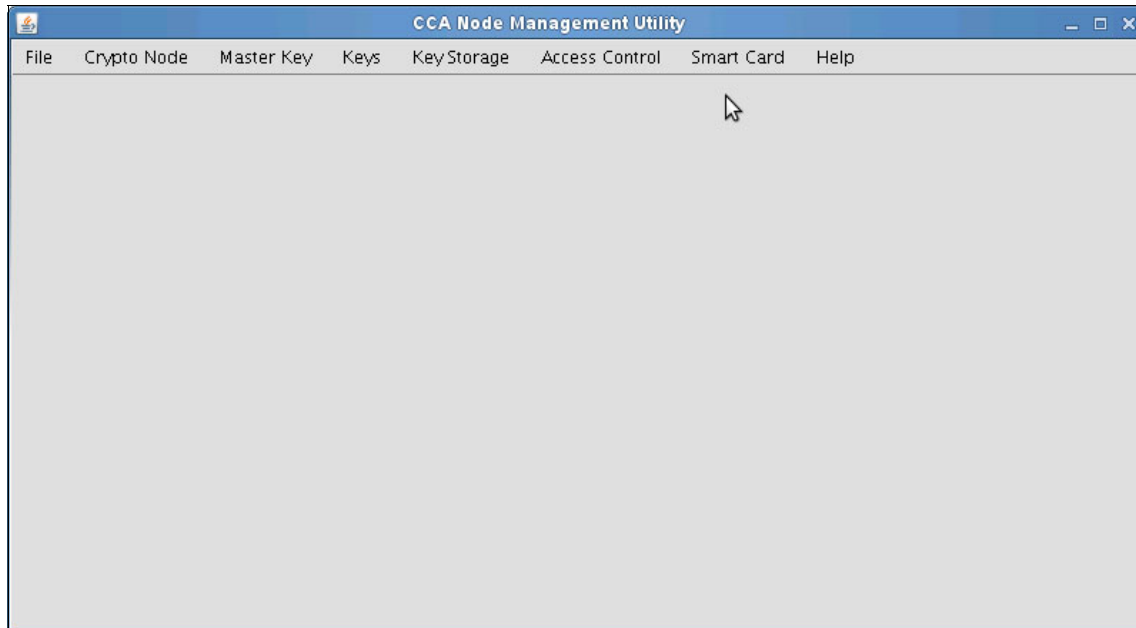 CCA Node Management Utility
File Crypto Node Master Key Keys Key Storage Access Control Smart Card Help